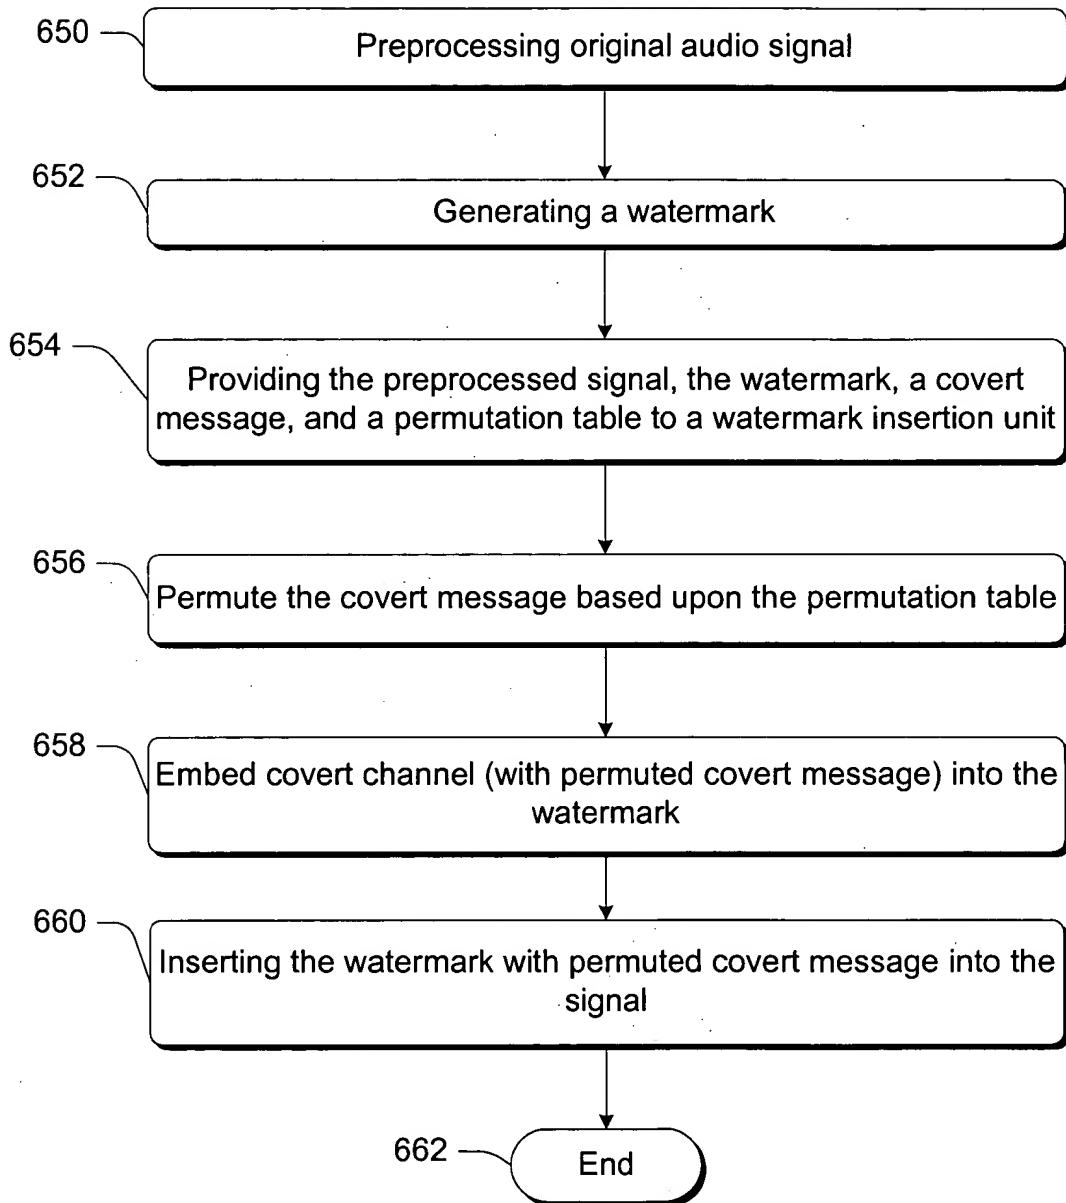 650
Preprocessing original audio signal
652
Generating a watermark
654
Providing the preprocessed signal, the watermark, a covert
message, and a permutation table to a watermark insertion unit
656
Permute the covert message based upon the permutation table
658
Embed covert channel (with permuted covert message) into the
watermark
660
Inserting the watermark with permuted covert message into the
signal
662
End